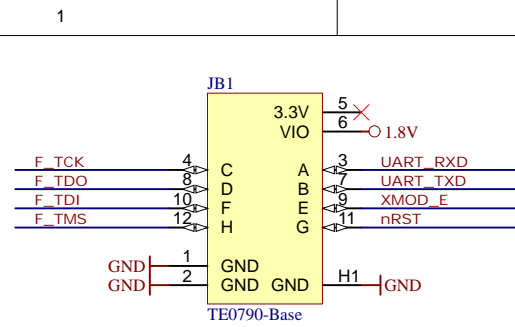 1
JB1
3.3V 5
VIO 6 1.8V
F_TCK 4 C A 3 UART_RXD
F_TDO 8 D B 7 UART_TXD
F_TDI 10 F E 9 XMOD_E
F_TMS 12 H G 11 nRST
GND 1 GND
GND 2 GND GND H1 GND
TE0790-Base